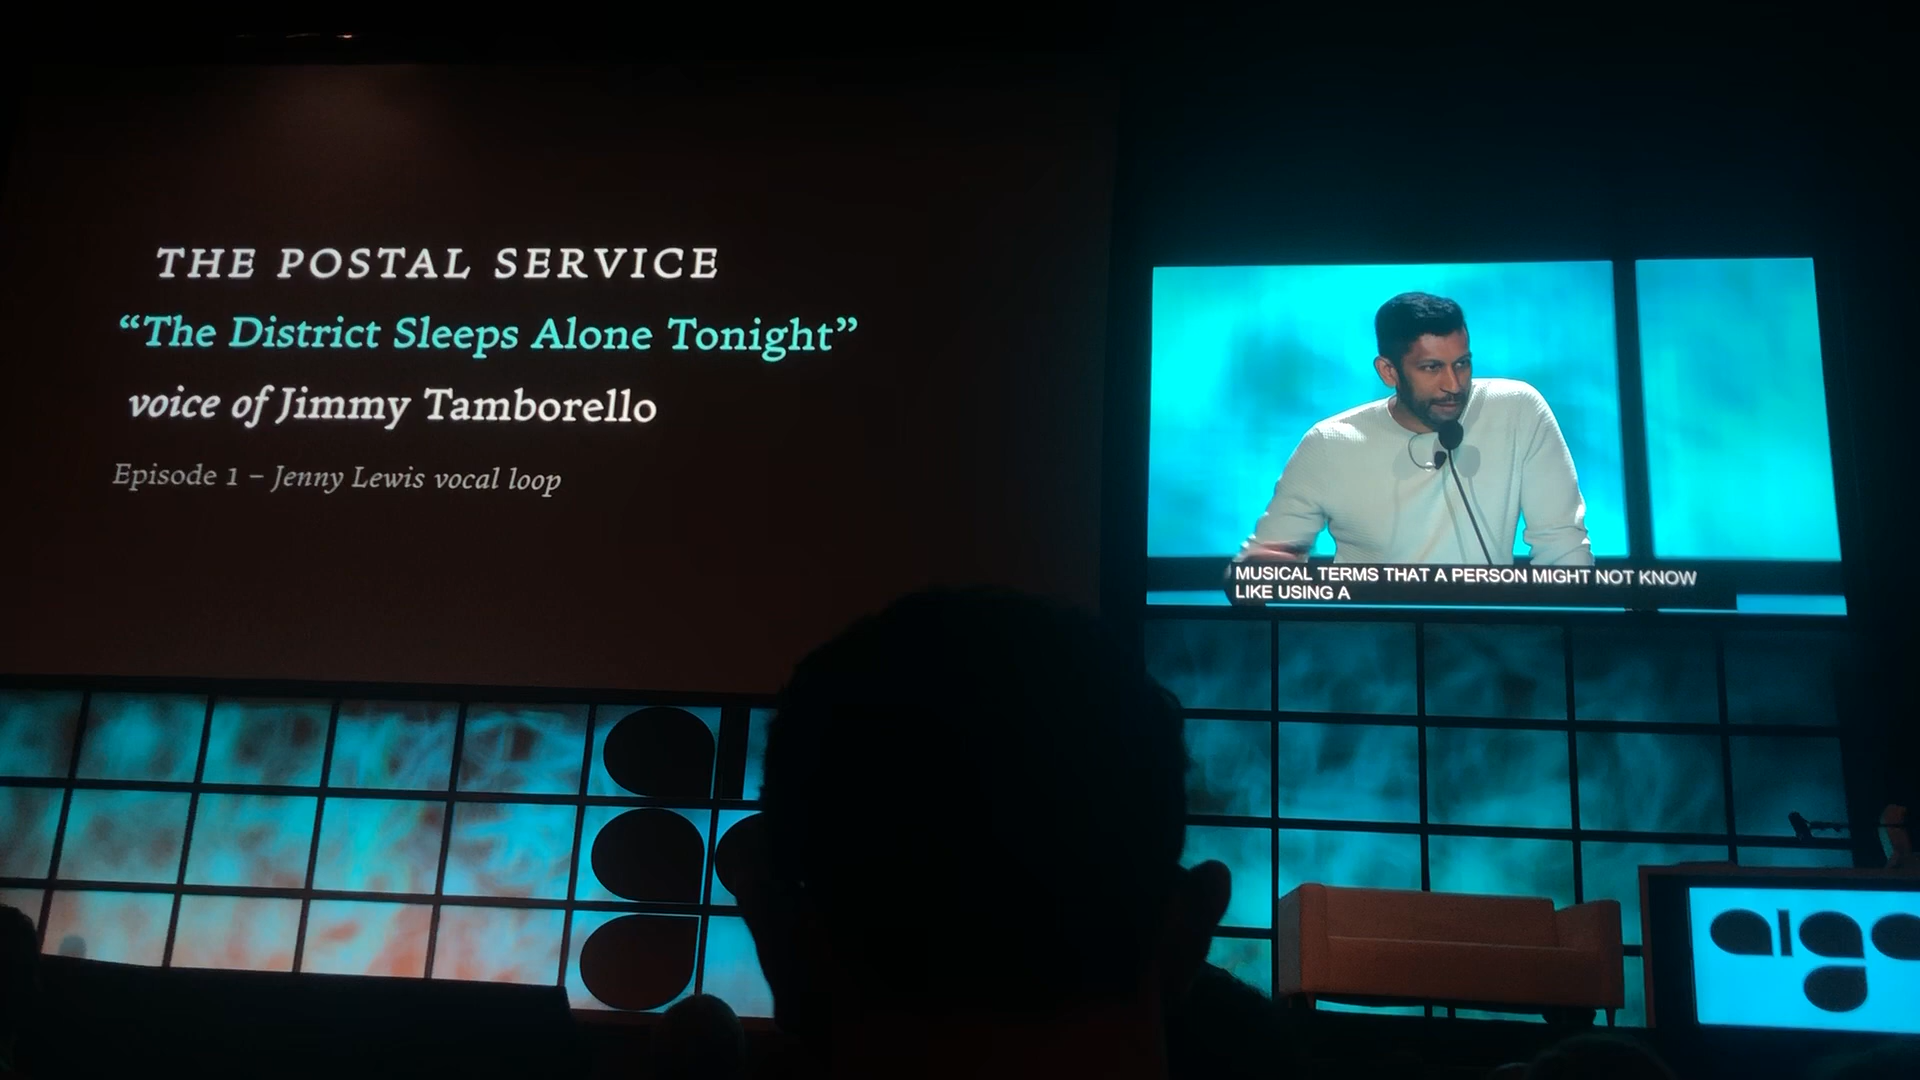 THE POSTAL SERVICE
“The District Sleeps Alone Tonight”
voice of Jimmy Tamborello
Episode 1 – Jenny Lewis vocal loop
MUSICAL TERMS THAT A PERSON MIGHT NOT KNOW
LIKE USING A
aiga